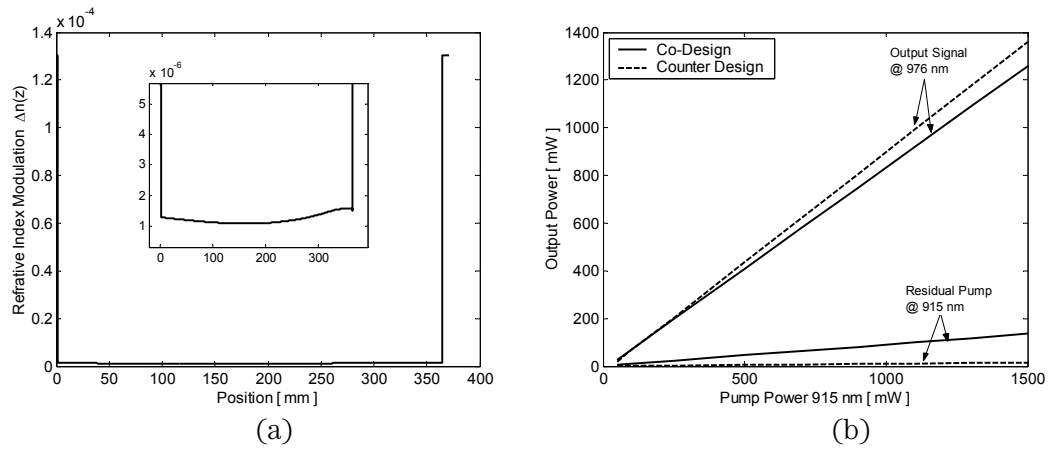 x 10⁻⁴
1.4
1.2
1
0.8
0.6
0.4
0.2
0
Refrative Index Modulation Δn(z)
0
50
100
150
200
250
300
350
400
Position [ mm ]
x 10⁻⁶
5
4
3
2
1
0
100
200
300
(a)
1400
1200
1000
800
600
400
200
0
Output Power [ mW ]
Co-Design
Counter Design
Output Signal
@ 976 nm
Residual Pump
@ 915 nm
0
500
1000
1500
Pump Power 915 nm [ mW ]
(b)